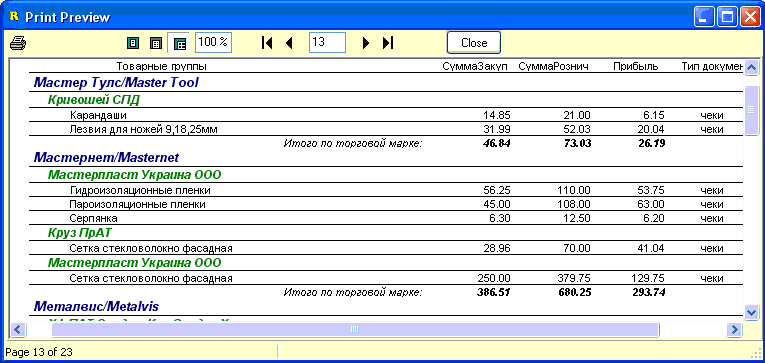 Print Preview
100 % 13 Close
Товарные группы СуммаЗакуп СуммаРознич Прибыль Тип докумен
Мастер Тулс/Master Tool
Кривошей СПД
Карандаши 14.85 21.00 6.15 чеки
Лезвия для ножей 9,18,25мм 31.99 52.03 20.04 чеки
Итого по торговой марке: 46.84 73.03 26.19
Мастернет/Masternet
Мастерпласт Украина ООО
Гидроизоляционные пленки 56.25 110.00 53.75 чеки
Пароизоляционные пленки 45.00 108.00 63.00 чеки
Серпянка 6.30 12.50 6.20 чеки
Круз ПрАТ
Сетка стекловолокно фасадная 28.96 70.00 41.04 чеки
Мастерпласт Украина ООО
Сетка стекловолокно фасадная 250.00 379.75 129.75 чеки
Итого по торговой марке: 386.51 680.25 293.74
Металвис/Metalvis
Page 13 of 23